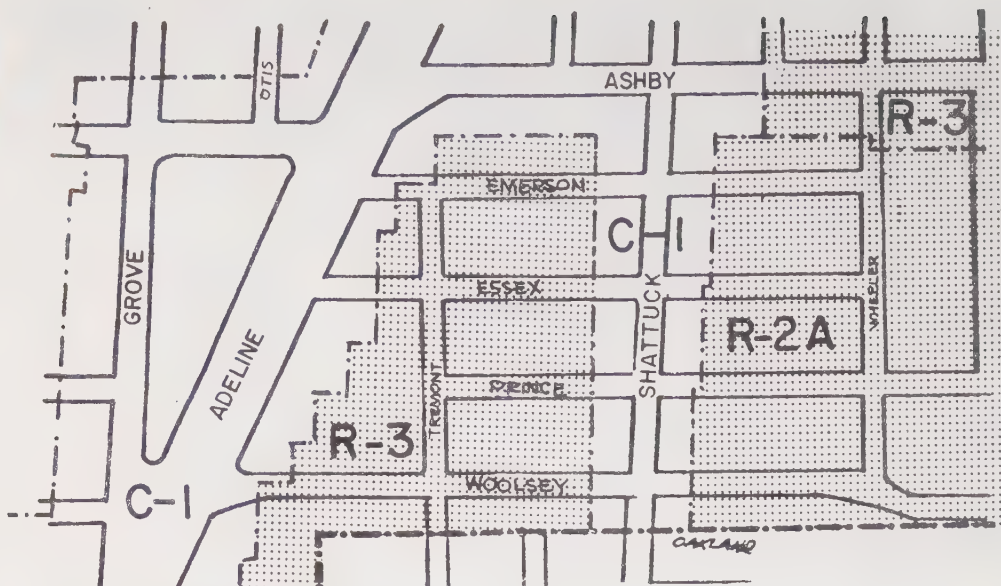 OTIS
ASHBY
R-3
EMERSON
C-1
GROVE
ESSEX
SHATTUCK
WHEELER
R-2A
ADELINE
TREMONT
PRINCE
R-3
WOOLSEY
C-1
OAKLAND